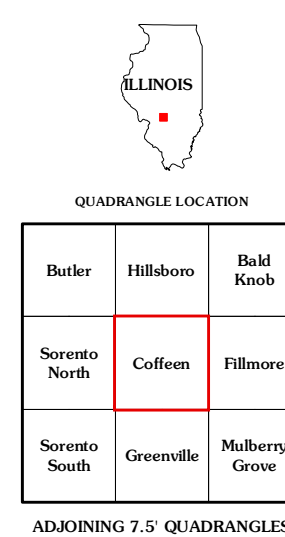 ILLINOIS
QUADRANGLE LOCATION
Butler
Hillsboro
Bald
Knob
Sorento
North
Coffeen
Fillmore
Sorento
South
Greenville
Mulberry
Grove
ADJOINING 7.5' QUADRANGLES